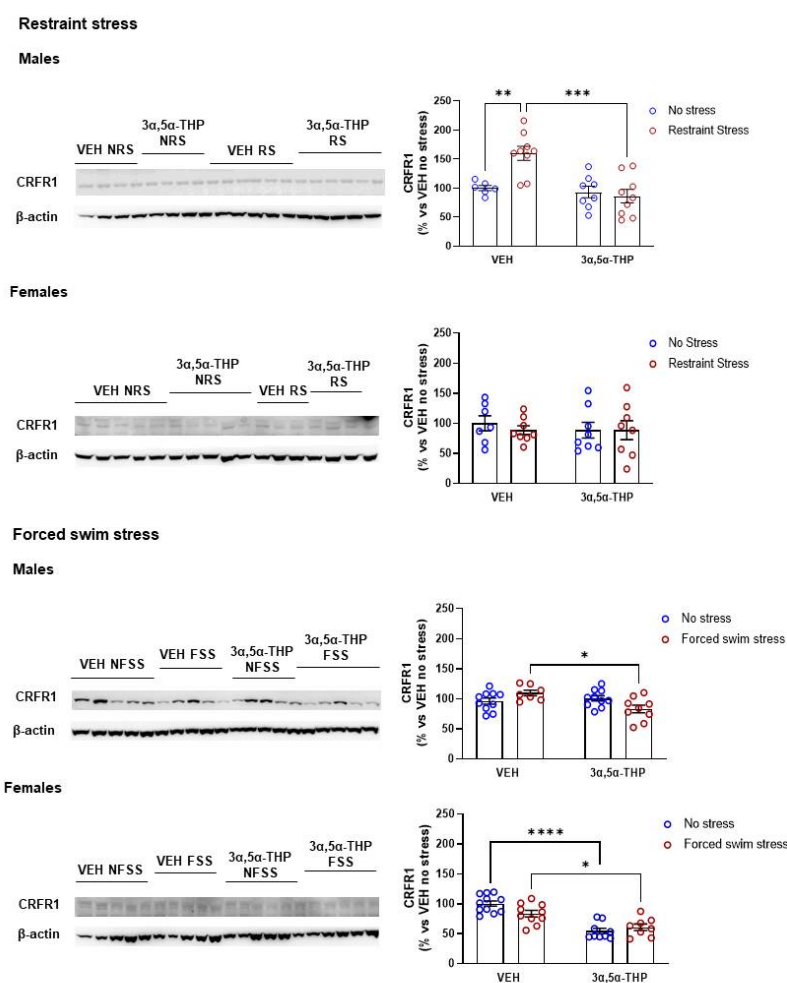 Restraint stress
Males
VEH NRS
3α,5α-THP
NRS
VEH RS
3α,5α-THP
RS
CRFR1
β-actin
CRFR1
(% vs VEH no stress)
250
200
150
100
50
0
**
***
VEH
3α,5α-THP
No stress
Restraint Stress
Females
VEH NRS
3α,5α-THP
NRS
VEH RS
3α,5α-THP
RS
CRFR1
β-actin
CRFR1
(% vs VEH no stress)
250
200
150
100
50
0
VEH
3α,5α-THP
No Stress
Restraint Stress
Forced swim stress
Males
VEH NFSS
VEH FSS
3α,5α-THP
NFSS
3α,5α-THP
FSS
CRFR1
β-actin
CRFR1
(% vs VEH no stress)
250
200
150
100
50
0
*
VEH
3α,5α-THP
No stress
Forced swim stress
Females
VEH NFSS
VEH FSS
3α,5α-THP
NFSS
3α,5α-THP
FSS
CRFR1
β-actin
CRFR1
(% vs VEH no stress)
250
200
150
100
50
0
****
*
VEH
3α,5α-THP
No stress
Forced swim stress